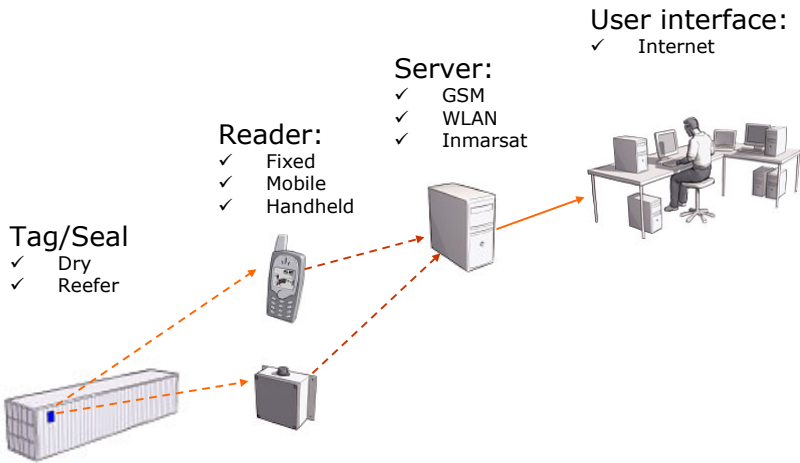 User interface:
✓ Internet
Server:
✓ GSM
✓ WLAN
✓ Inmarsat
Reader:
✓ Fixed
✓ Mobile
✓ Handheld
Tag/Seal
✓ Dry
✓ Reefer